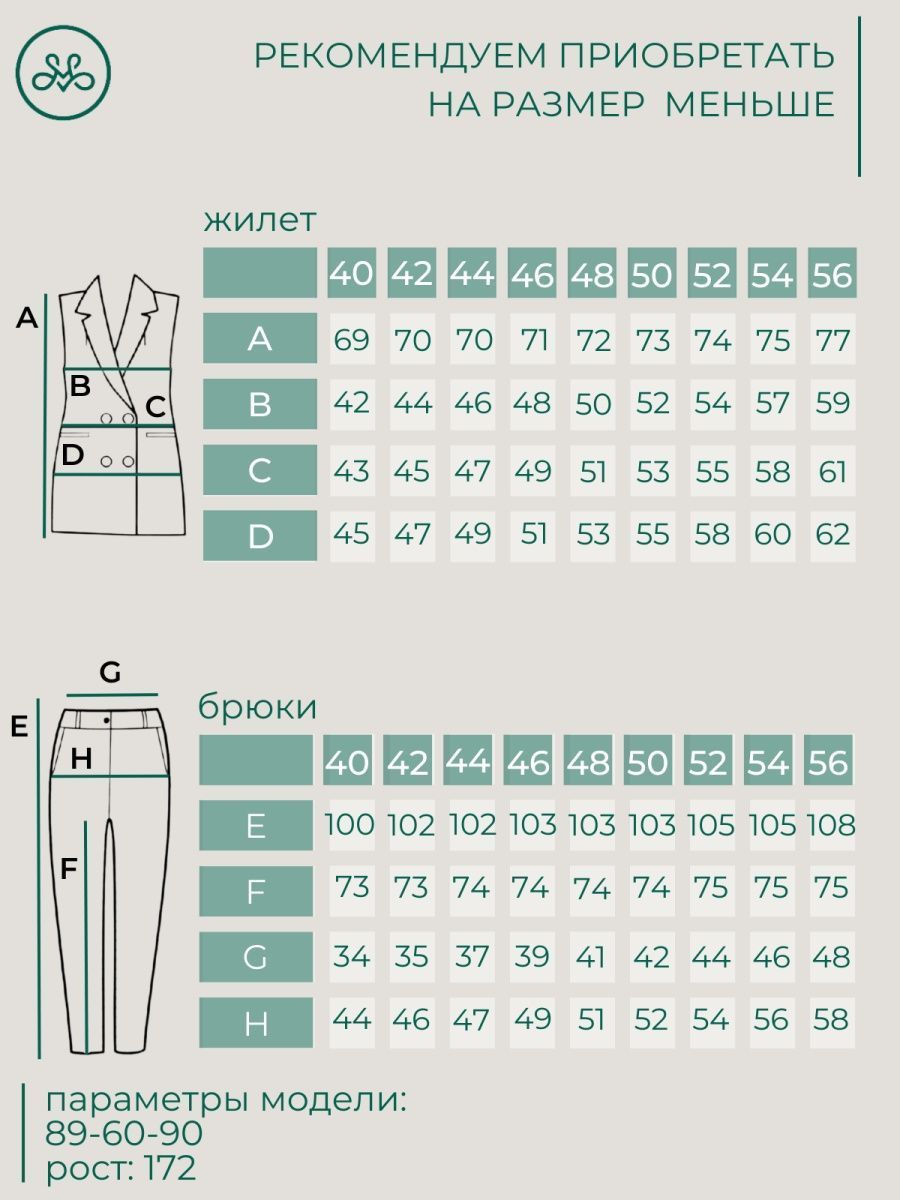 РЕКОМЕНДУЕМ ПРИОБРЕТАТЬ
НА РАЗМЕР МЕНЬШЕ
жилет
40 42 44 46 48 50 52 54 56
A 69 70 70 71 72 73 74 75 77
B 42 44 46 48 50 52 54 57 59
C 43 45 47 49 51 53 55 58 61
D 45 47 49 51 53 55 58 60 62
A
B
C
D
брюки
40 42 44 46 48 50 52 54 56
E 100 102 102 103 103 103 105 105 108
F 73 73 74 74 74 74 75 75 75
G 34 35 37 39 41 42 44 46 48
H 44 46 47 49 51 52 54 56 58
G
E
H
F
параметры модели:
89-60-90
рост: 172